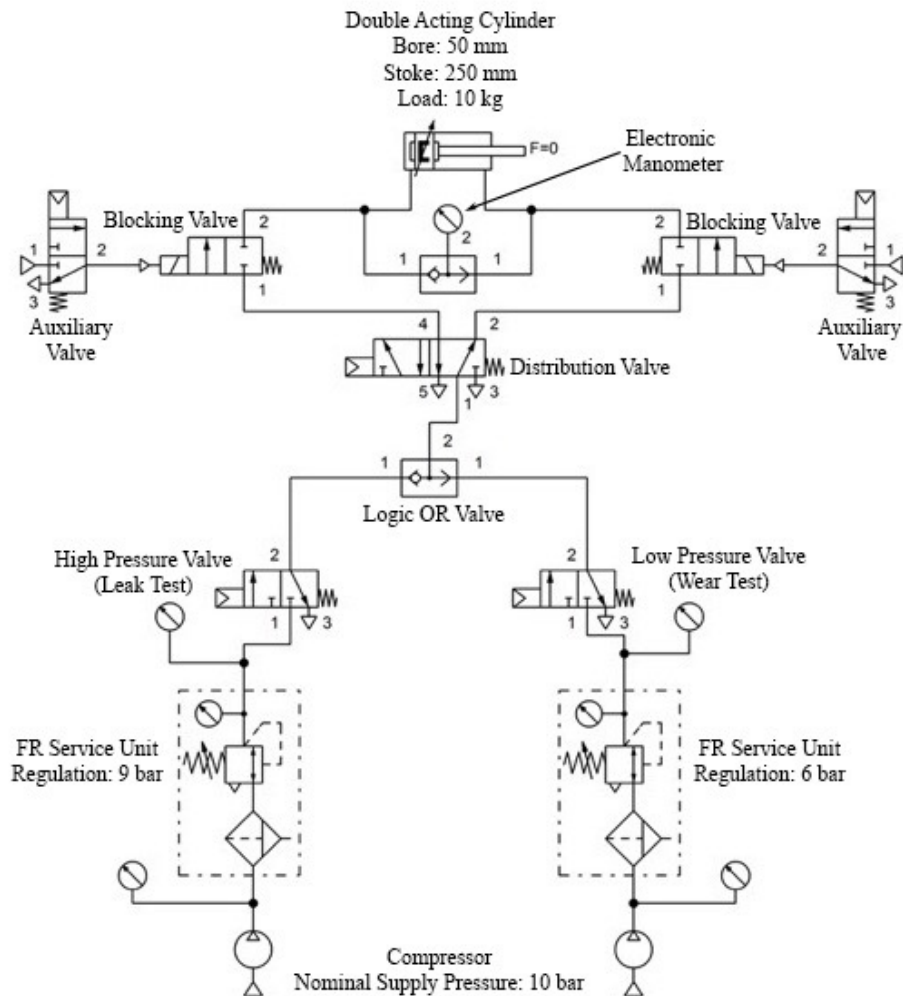 Double Acting Cylinder
Bore: 50 mm
Stoke: 250 mm
Load: 10 kg
F=0
Electronic
Manometer
Blocking Valve
2
2
2
Blocking Valve
1
2
1
1
2
1
3
1
1
3
Auxiliary
Valve
Auxiliary
Valve
4
2
Distribution Valve
5
1
3
2
1
1
Logic OR Valve
High Pressure Valve
(Leak Test)
2
2
Low Pressure Valve
(Wear Test)
1
3
1
3
FR Service Unit
Regulation: 9 bar
FR Service Unit
Regulation: 6 bar
Compressor
Nominal Supply Pressure: 10 bar